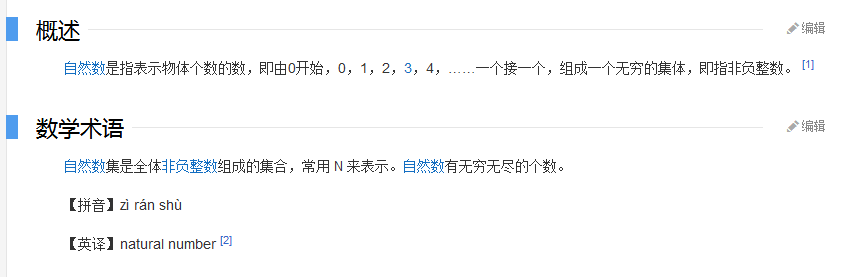 概述 编辑
自然数是指表示物体个数的数，即由0开始，0，1，2，3，4，……一个接一个，组成一个无穷的集体，即指非负整数。 [1]
数学术语 编辑
自然数集是全体非负整数组成的集合，常用 N 来表示。自然数有无穷无尽的个数。
【拼音】zì rán shù
【英译】natural number [2]